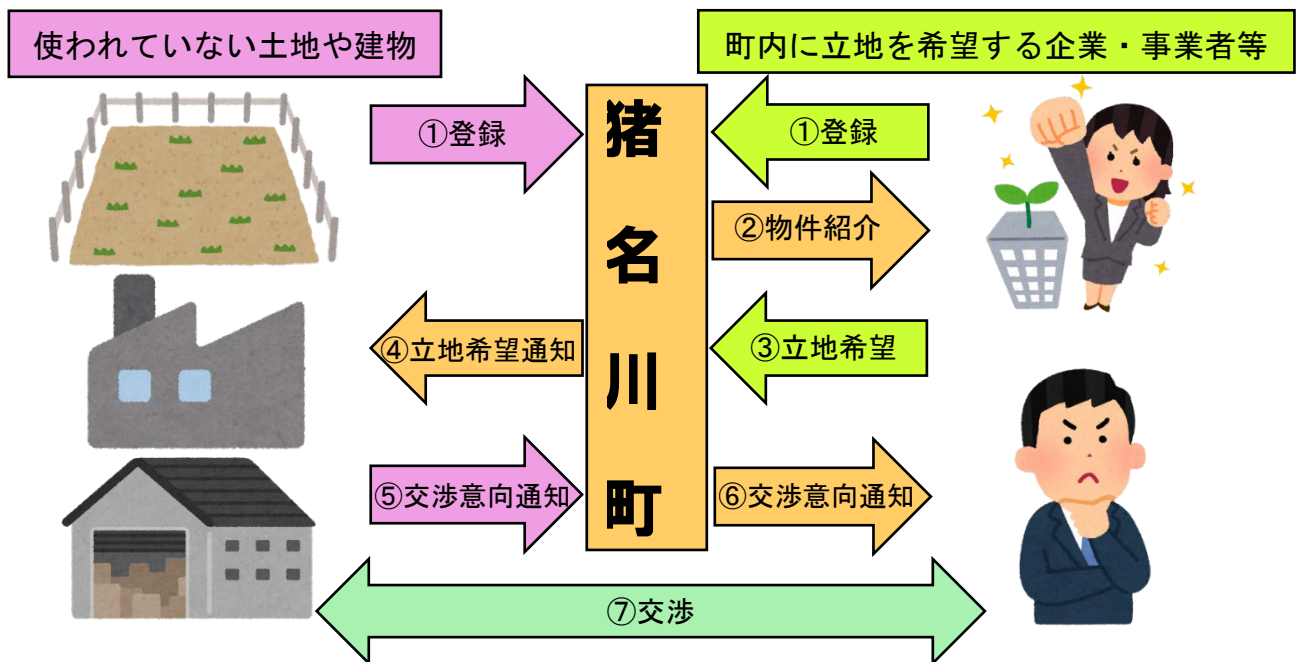 使われていない土地や建物
町内に立地を希望する企業・事業者等
猪名川町
①登録
①登録
②物件紹介
③立地希望
④立地希望通知
⑤交渉意向通知
⑥交渉意向通知
⑦交渉